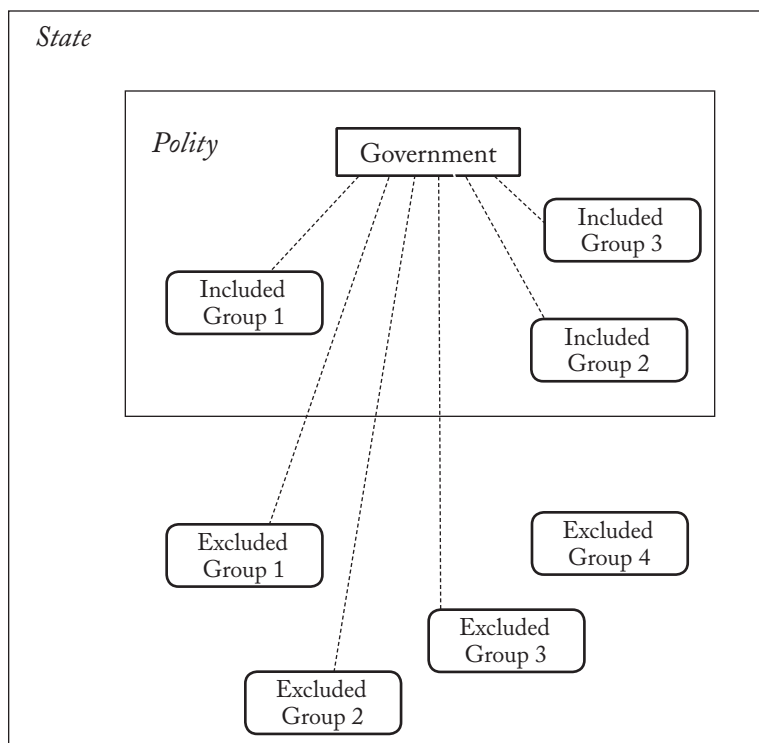 State
Polity
Government
Included
Group 3
Included
Group 1
Included
Group 2
Excluded
Group 4
Excluded
Group 1
Excluded
Group 3
Excluded
Group 2